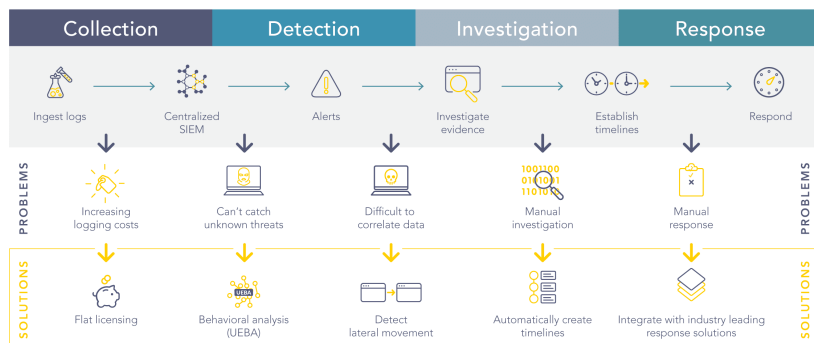 Collection
Detection
Investigation
Response
Ingest logs
Centralized
SIEM
Alerts
Investigate
evidence
Establish
timelines
Respond
PROBLEMS
Increasing
logging costs
Can't catch
unknown threats
Difficult to
correlate data
1001100
0101001
110101
Manual
investigation
Manual
response
PROBLEMS
SOLUTIONS
Flat licensing
UEBA
Behavioral analysis
(UEBA)
Detect
lateral movement
Automatically create
timelines
Integrate with industry leading
response solutions
SOLUTIONS